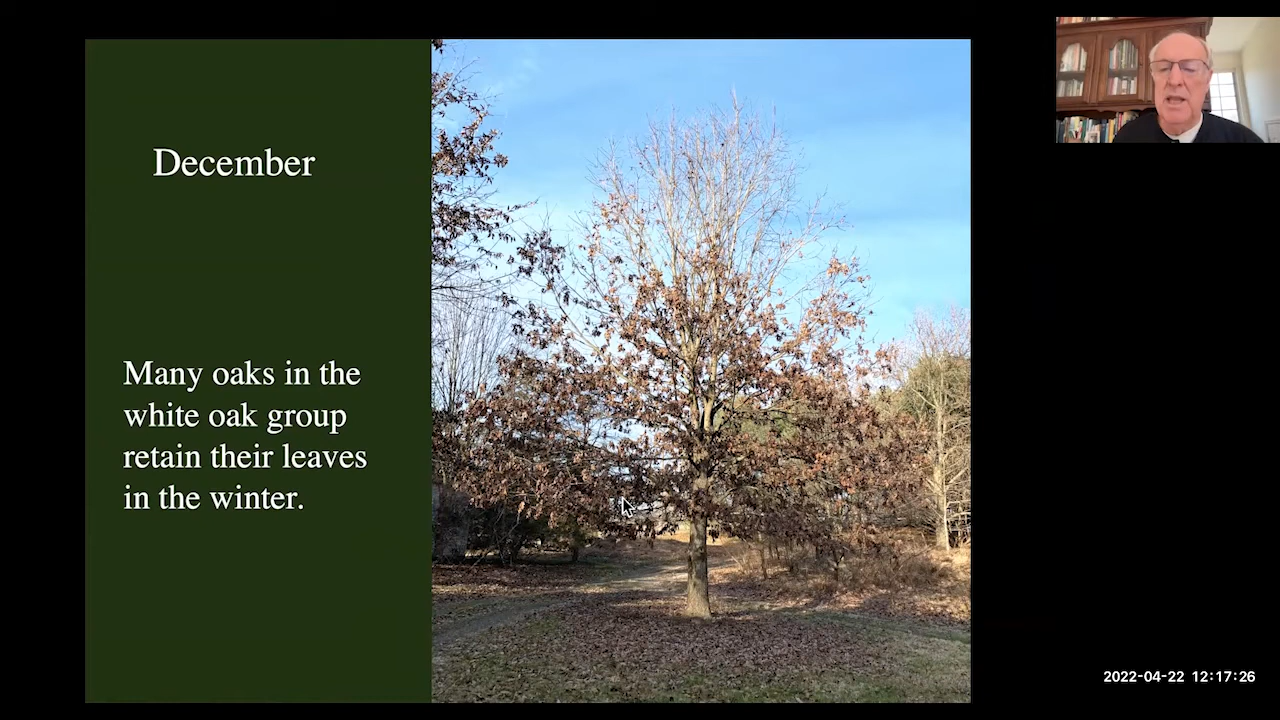 December
Many oaks in the
white oak group
retain their leaves
in the winter.
2022-04-22 12:17:26